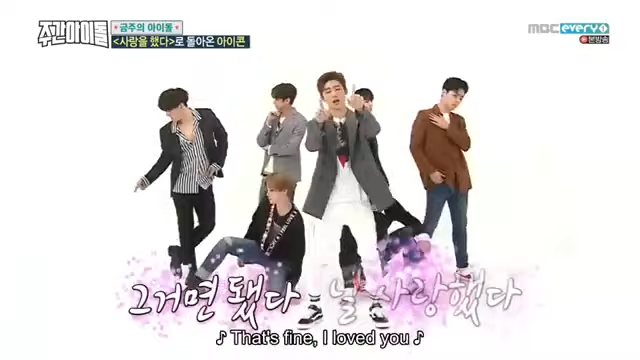 주간아이돌
* 금주의 아이돌 *
<사랑을 했다>로 돌아온 아이콘
MBC every1
본방송
그거면 됐다 널 사랑했다
♪ That's fine, I loved you ♪